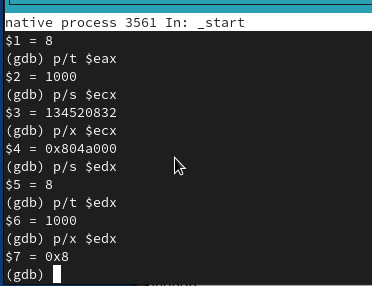 native process 3561 In: _start
$1 = 8
(gdb) p/t $eax
$2 = 1000
(gdb) p/s $ecx
$3 = 134520832
(gdb) p/x $ecx
$4 = 0x804a000
(gdb) p/s $edx
$5 = 8
(gdb) p/t $edx
$6 = 1000
(gdb) p/x $edx
$7 = 0x8
(gdb)